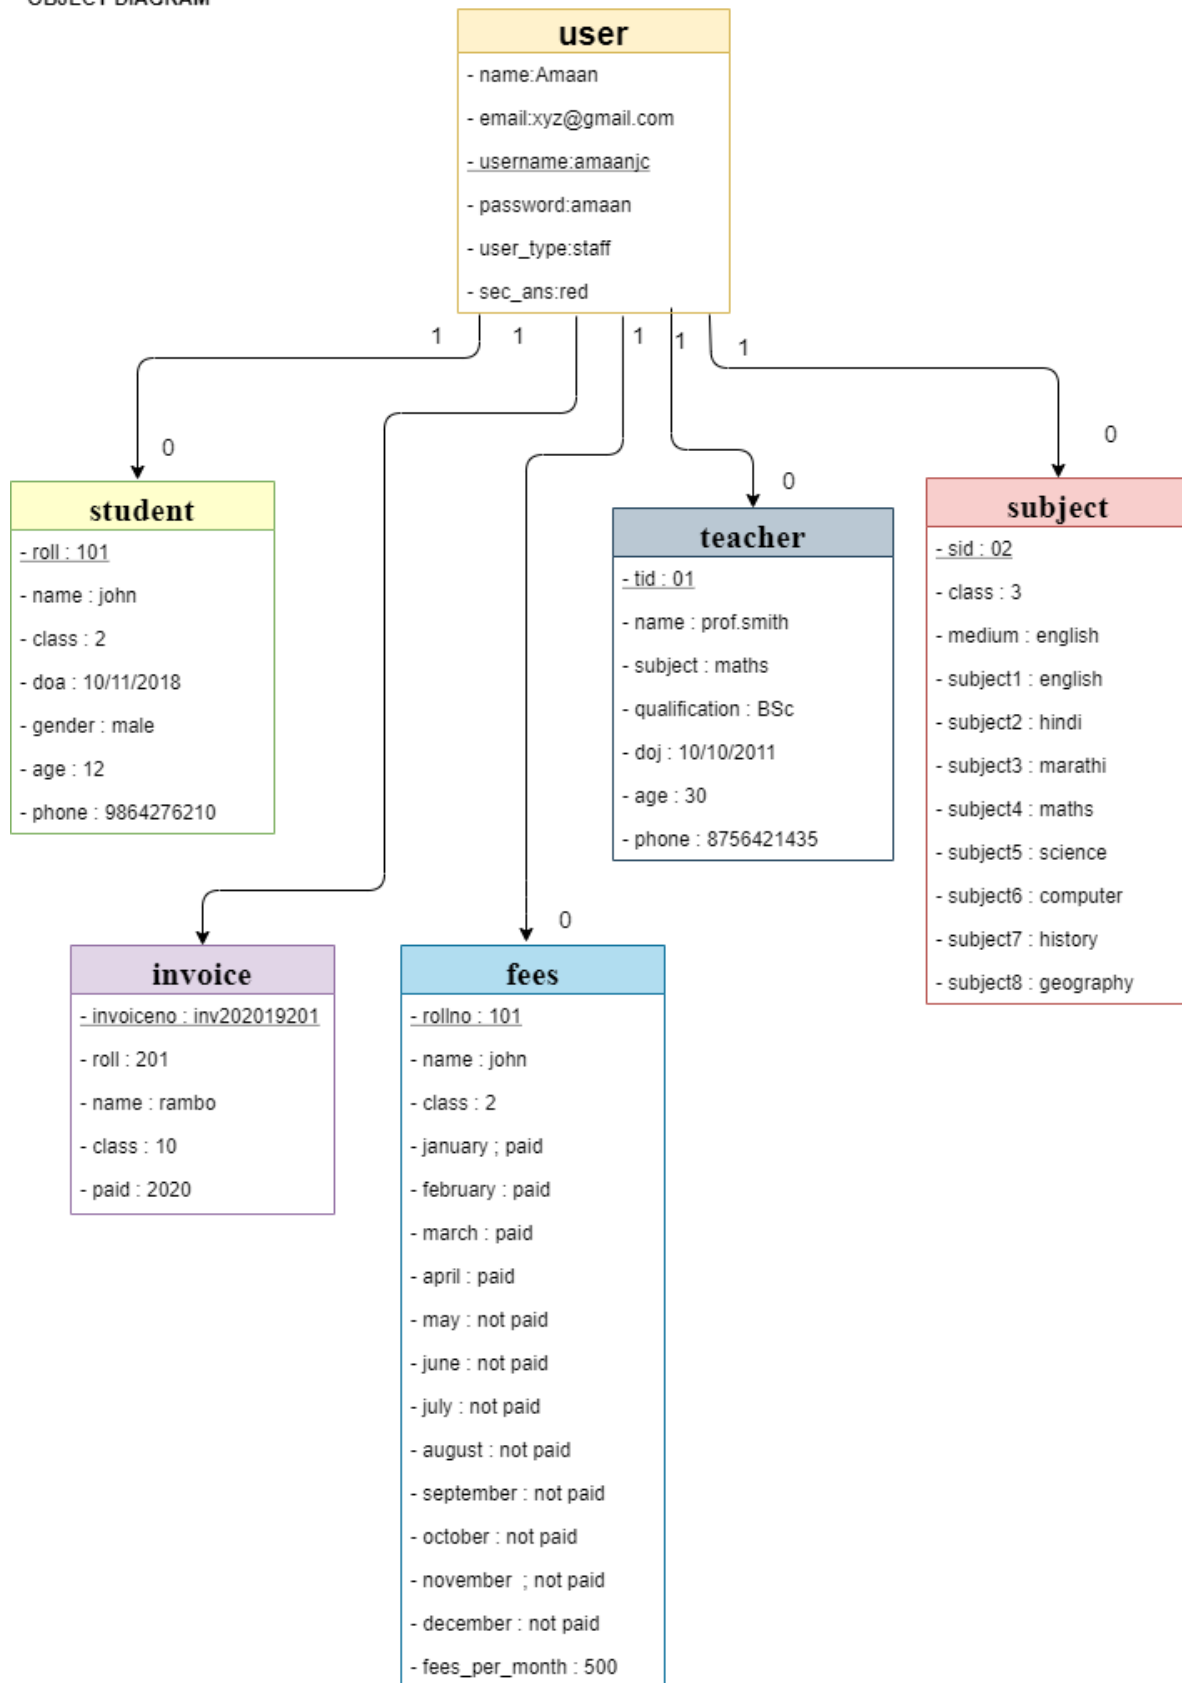 OBJECT DIAGRAM
user
- name:Amaan
- email:xyz@gmail.com
- username:amaanjc
- password:amaan
- user_type:staff
- sec_ans:red
1
1
1
1
1
0
0
0
student
- roll : 101
- name : john
- class : 2
- doa : 10/11/2018
- gender : male
- age : 12
- phone : 9864276210
teacher
- tid : 01
- name : prof.smith
- subject : maths
- qualification : BSc
- doj : 10/10/2011
- age : 30
- phone : 8756421435
subject
- sid : 02
- class : 3
- medium : english
- subject1 : english
- subject2 : hindi
- subject3 : marathi
- subject4 : maths
- subject5 : science
- subject6 : computer
- subject7 : history
- subject8 : geography
0
invoice
- invoiceno : inv202019201
- roll : 201
- name : rambo
- class : 10
- paid : 2020
fees
- rollno : 101
- name : john
- class : 2
- january ; paid
- february : paid
- march : paid
- april : paid
- may : not paid
- june : not paid
- july : not paid
- august : not paid
- september : not paid
- october : not paid
- november  ; not paid
- december : not paid
- fees_per_month : 500